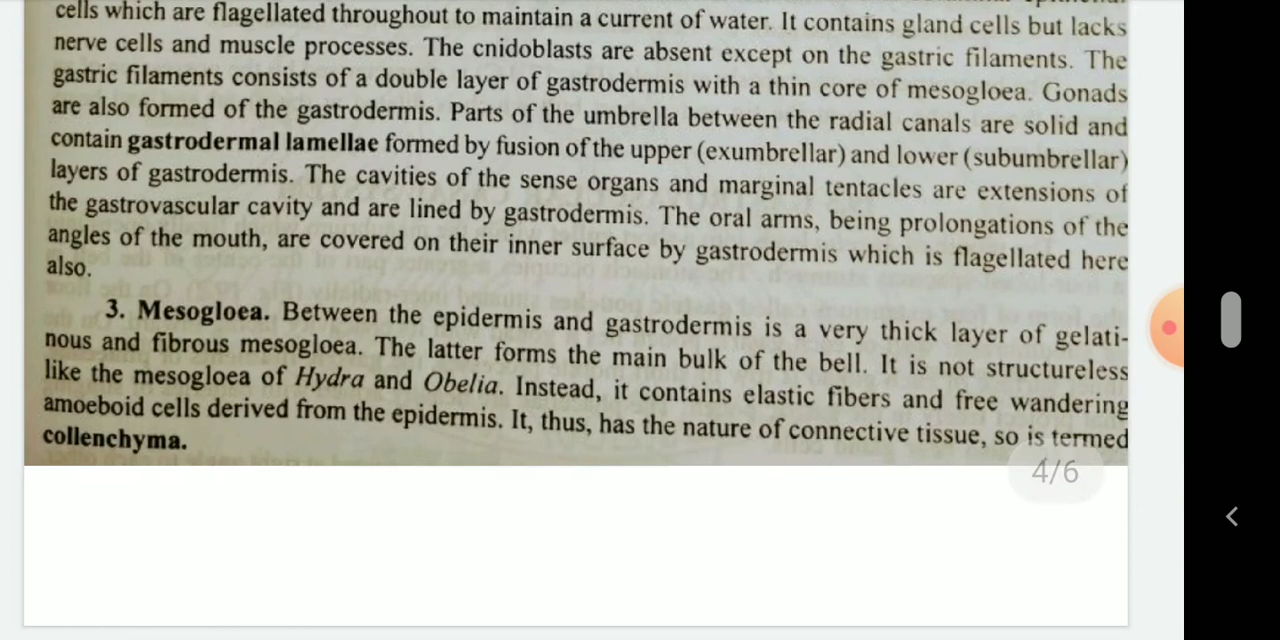 cells which are flagellated throughout to maintain a current of water. It contains gland cells but lacks
nerve cells and muscle processes. The cnidoblasts are absent except on the gastric filaments. The
gastric filaments consists of a double layer of gastrodermis with a thin core of mesogloea. Gonads
are also formed of the gastrodermis. Parts of the umbrella between the radial canals are solid and
contain gastrodermal lamellae formed by fusion of the upper (exumbrellar) and lower (subumbrellar)
layers of gastrodermis. The cavities of the sense organs and marginal tentacles are extensions of
the gastrovascular cavity and are lined by gastrodermis. The oral arms, being prolongations of the
angles of the mouth, are covered on their inner surface by gastrodermis which is flagellated here
also.
3. Mesogloea. Between the epidermis and gastrodermis is a very thick layer of gelati-
nous and fibrous mesogloea. The latter forms the main bulk of the bell. It is not structureless
like the mesogloea of Hydra and Obelia. Instead, it contains elastic fibers and free wandering
amoeboid cells derived from the epidermis. It, thus, has the nature of connective tissue, so is termed
collenchyma.
4/6